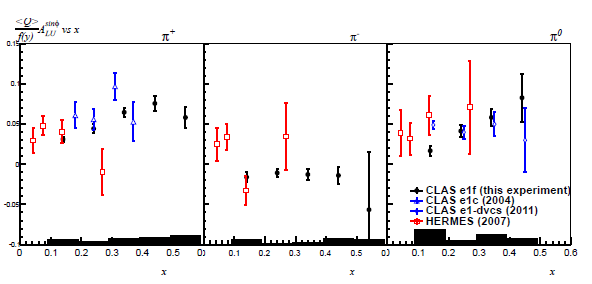 <Q>/f(y) A_LU^sinϕ vs x
π+ π- π0
0.15
0.1
0.05
0
-0.05
-0.1
CLAS e1f (this experiment)
CLAS e1c (2004)
CLAS e1-dvcs (2011)
HERMES (2007)
0 0.1 0.2 0.3 0.4 0.5 0 0.1 0.2 0.3 0.4 0.5 0 0.1 0.2 0.3 0.4 0.5 0.6
x x x